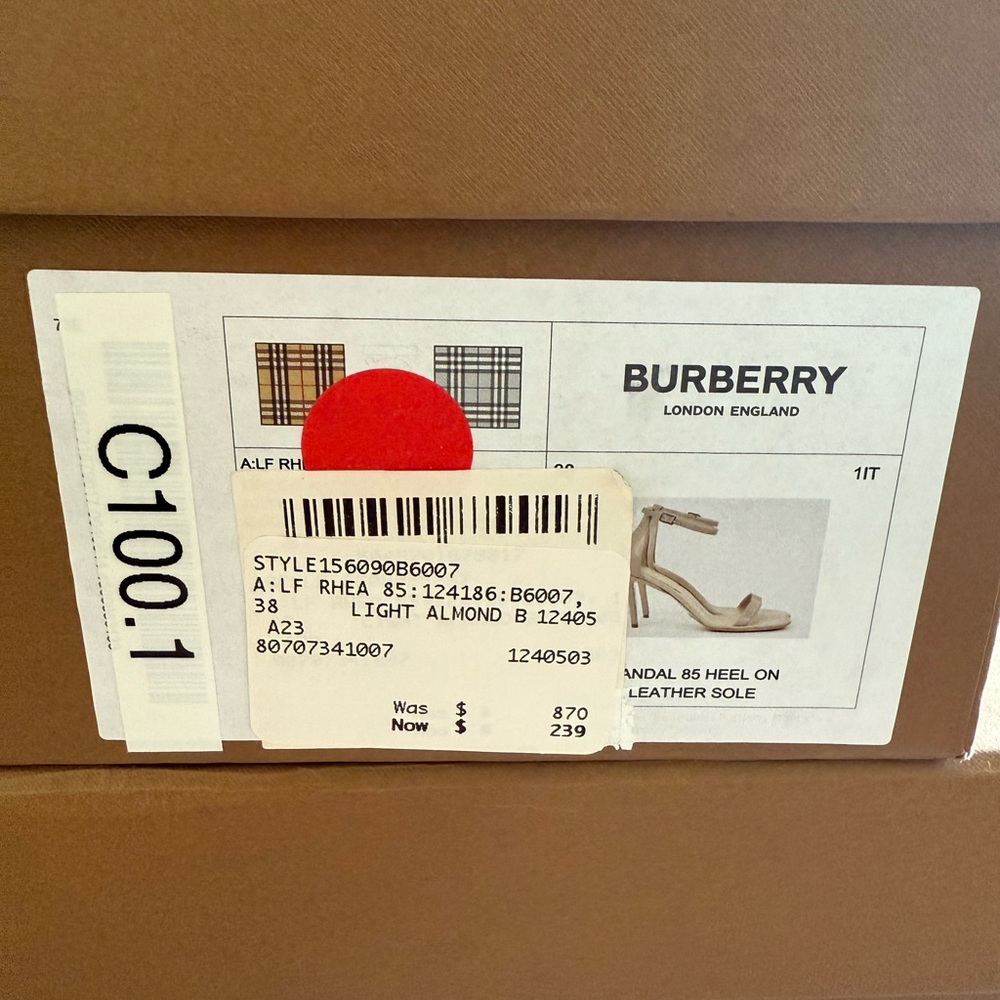 C100.1
BURBERRY
LONDON ENGLAND
A:LF RH
1IT
STYLE156090B6007
A:LF RHEA 85:124186:B6007,
38 LIGHT ALMOND B 12405
A23
80707341007 1240503
Was $ 870
Now $ 239
ANDAL 85 HEEL ON
LEATHER SOLE